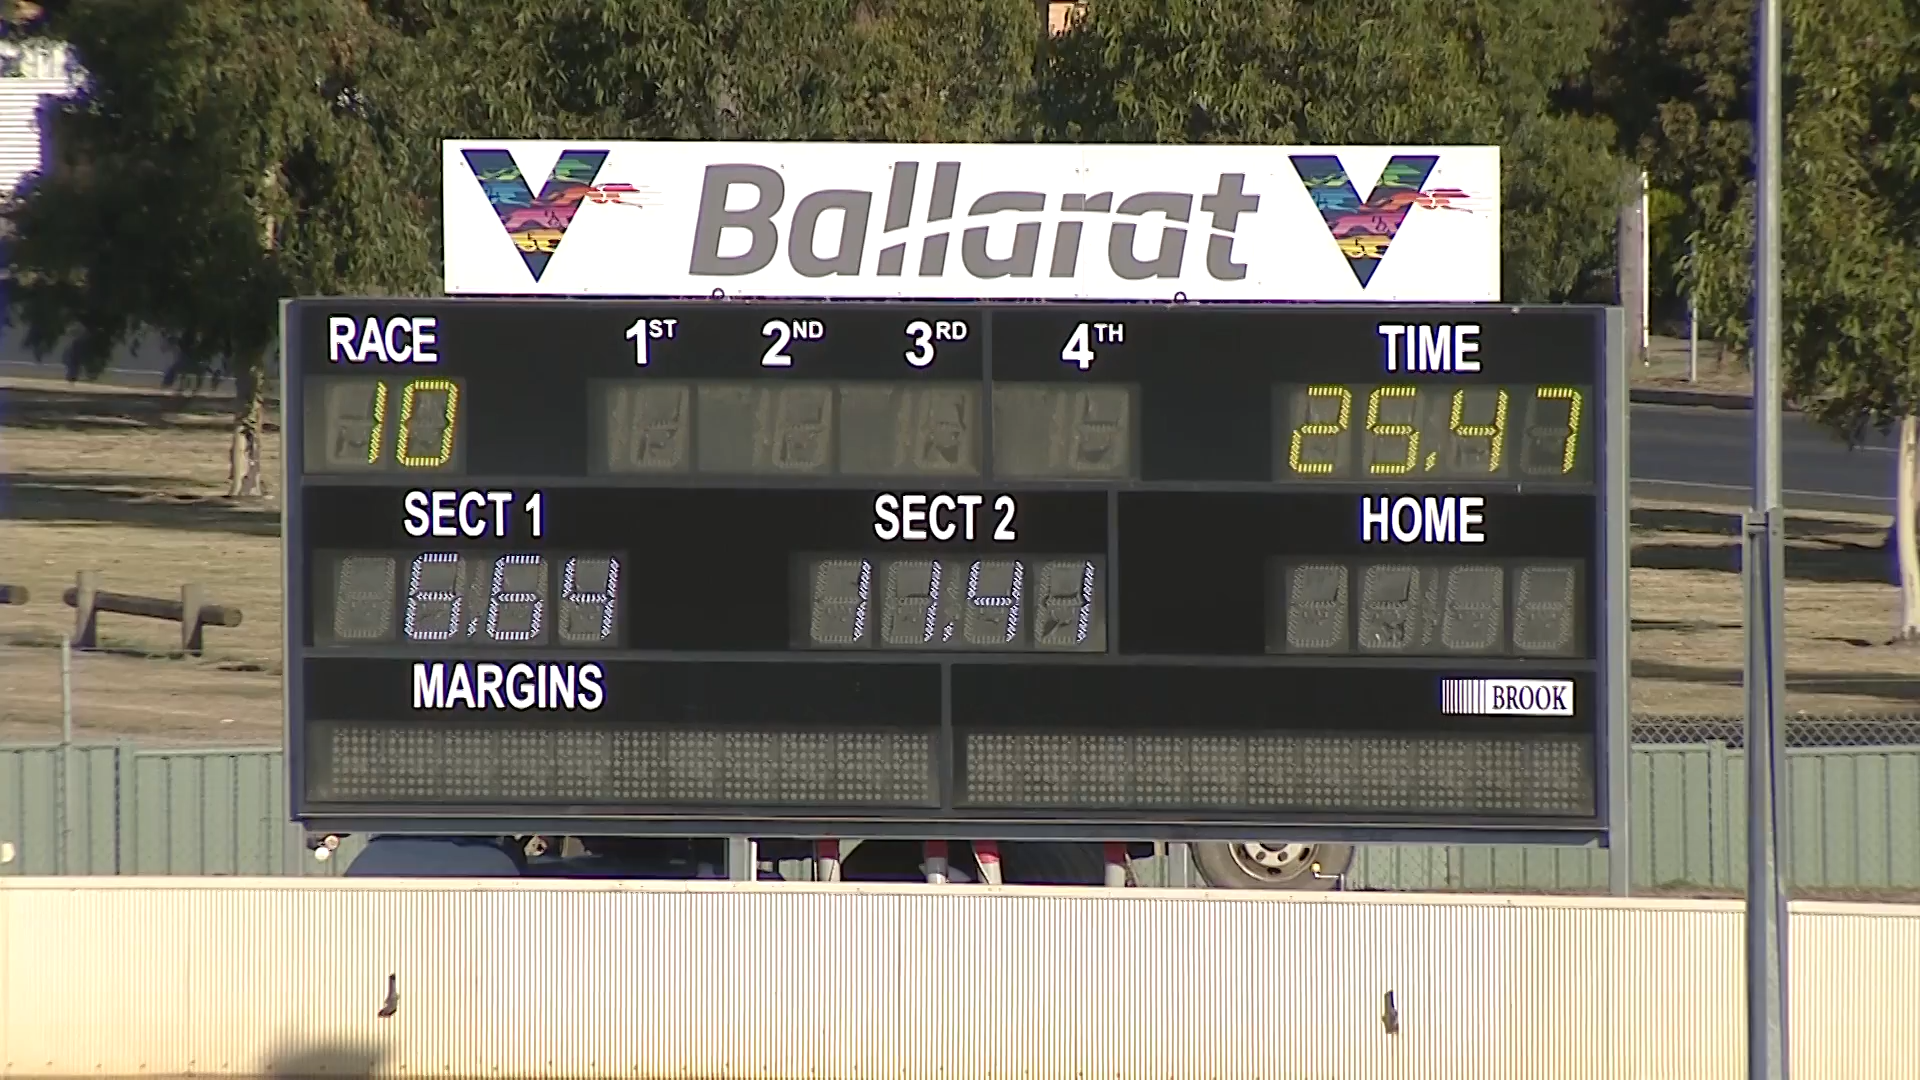 Ballarat
RACE 1ST 2ND 3RD 4TH TIME
10 25.47
SECT 1 SECT 2 HOME
6.64 11.41
MARGINS BROOK